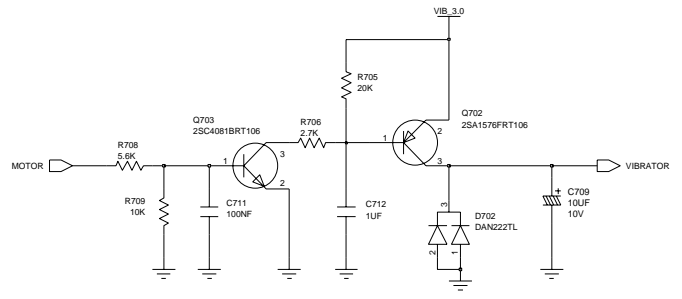 VIB_3.0
R705
20K
Q703
2SC4081BRT106
R706
2.7K
Q702
2SA1576FRT106
R708
5.6K
MOTOR
1
3
2
1
2
3
VIBRATOR
R709
10K
C711
100NF
C712
1UF
3
D702
DAN222TL
2
1
+
C709
10UF
10V